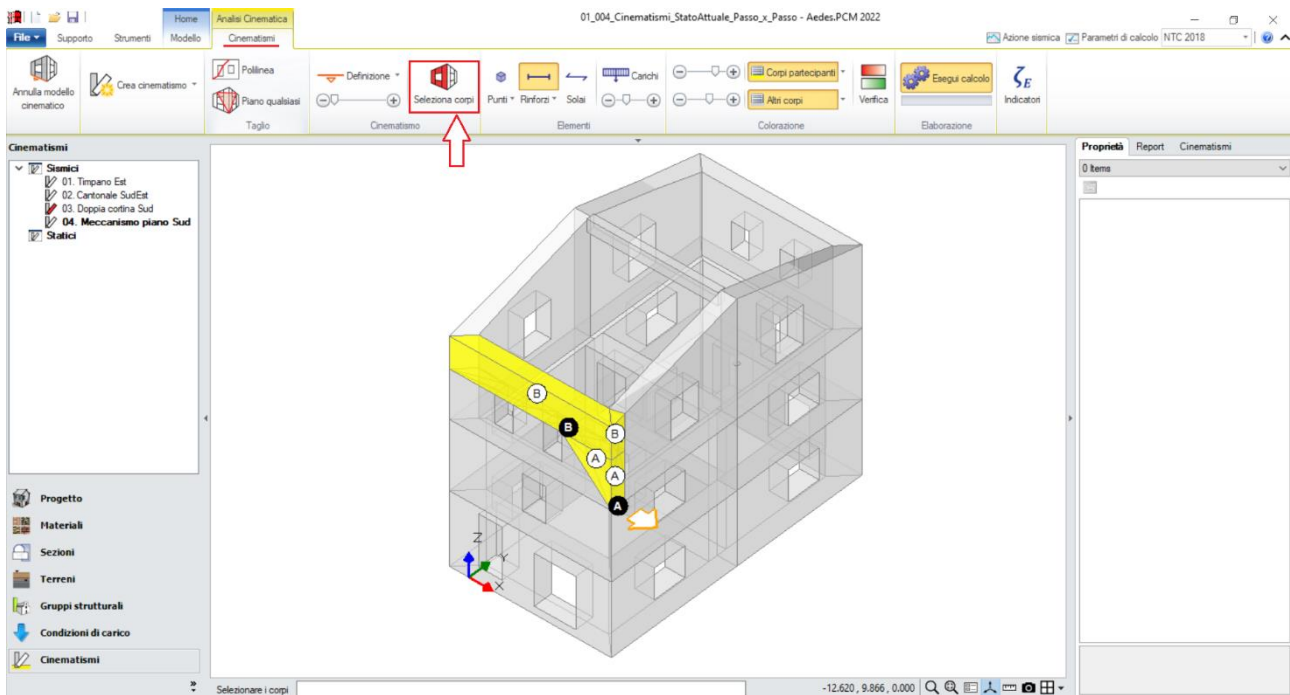 01_004_Cinematismi_StatoAttuale_Passo_x_Passo - Aedes.PCM 2022
Home
Analisi Cinematica
File
Supporto
Strumenti
Modello
Cinematismi
Azione sismica
Parametri di calcolo
NTC 2018
Annulla modello
cinematico
Crea cinematismo
Polilinea
Piano qualsiasi
Taglio
Definizione
Seleziona corpi
Cinematismo
Punti
Rinforzi
Solai
Carichi
Elementi
Corpi partecipanti
Altri corpi
Colorazione
Verifica
Esegui calcolo
Elaborazione
ζE
Indicatori
Cinematismi
Sismici
01. Timpano Est
02. Cantonale SudEst
03. Doppia cortina Sud
04. Meccanismo piano Sud
Statici
Progetto
Materiali
Sezioni
Terreni
Gruppi strutturali
Condizioni di carico
Cinematismi
B
B
B
A
A
A
Z
Y
X
Proprietà
Report
Cinematismi
0 Items
Selezionare i corpi
-12.620 , 9.866 , 0.000